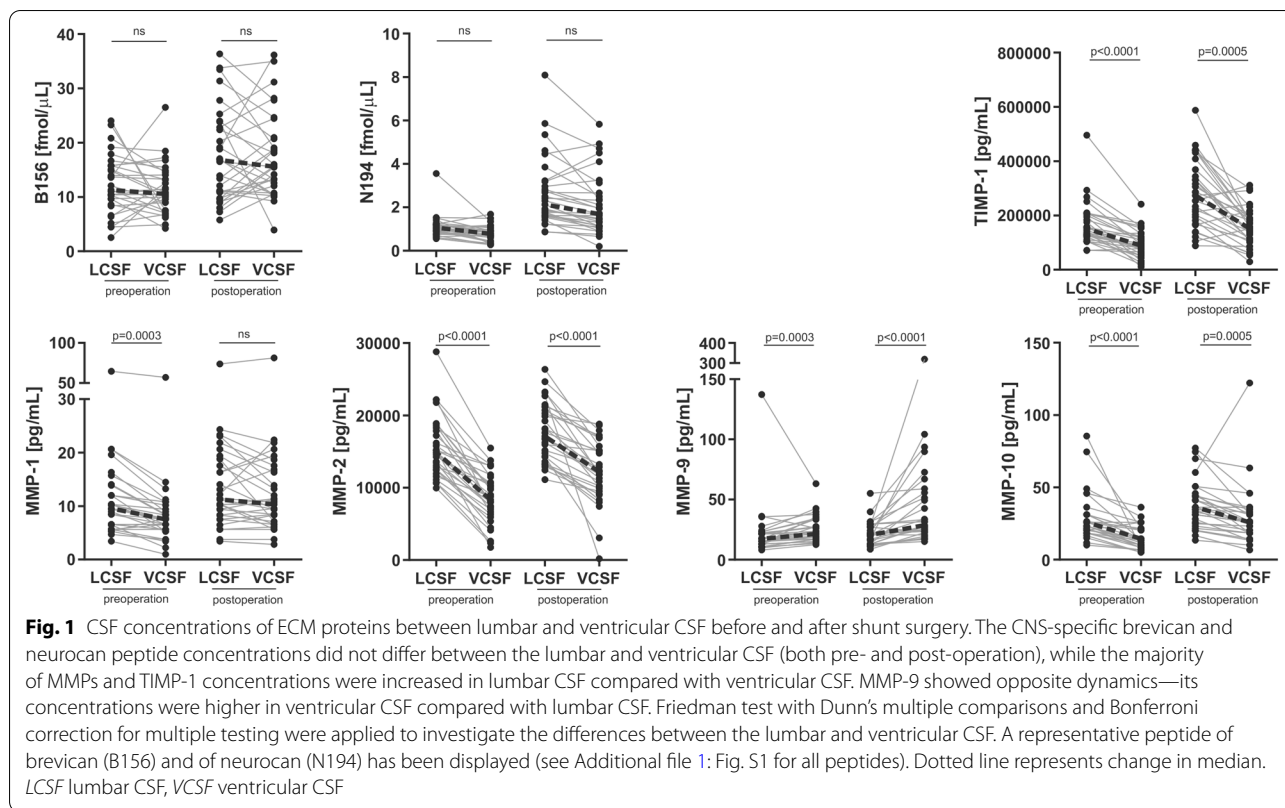 40
30
20
10
0
B156 [fmol/μL]
ns
ns
LCSF VCSF LCSF VCSF
preoperation postoperation
10
8
6
4
2
0
N194 [fmol/μL]
ns
ns
LCSF VCSF LCSF VCSF
preoperation postoperation
800000
600000
400000
200000
0
TIMP-1 [pg/mL]
p<0.0001
p=0.0005
LCSF VCSF LCSF VCSF
preoperation postoperation
100
50
30
20
10
0
MMP-1 [pg/mL]
p=0.0003
ns
LCSF VCSF LCSF VCSF
preoperation postoperation
30000
20000
10000
0
MMP-2 [pg/mL]
p<0.0001
p<0.0001
LCSF VCSF LCSF VCSF
preoperation postoperation
400
300
150
100
50
0
MMP-9 [pg/mL]
p=0.0003
p<0.0001
LCSF VCSF LCSF VCSF
preoperation postoperation
150
100
50
0
MMP-10 [pg/mL]
p<0.0001
p=0.0005
LCSF VCSF LCSF VCSF
preoperation postoperation
Fig. 1 CSF concentrations of ECM proteins between lumbar and ventricular CSF before and after shunt surgery. The CNS-specific brevican and
neurocan peptide concentrations did not differ between the lumbar and ventricular CSF (both pre- and post-operation), while the majority
of MMPs and TIMP-1 concentrations were increased in lumbar CSF compared with ventricular CSF. MMP-9 showed opposite dynamics—its
concentrations were higher in ventricular CSF compared with lumbar CSF. Friedman test with Dunn's multiple comparisons and Bonferroni
correction for multiple testing were applied to investigate the differences between the lumbar and ventricular CSF. A representative peptide of
brevican (B156) and of neurocan (N194) has been displayed (see Additional file 1: Fig. S1 for all peptides). Dotted line represents change in median.
LCSF lumbar CSF, VCSF ventricular CSF